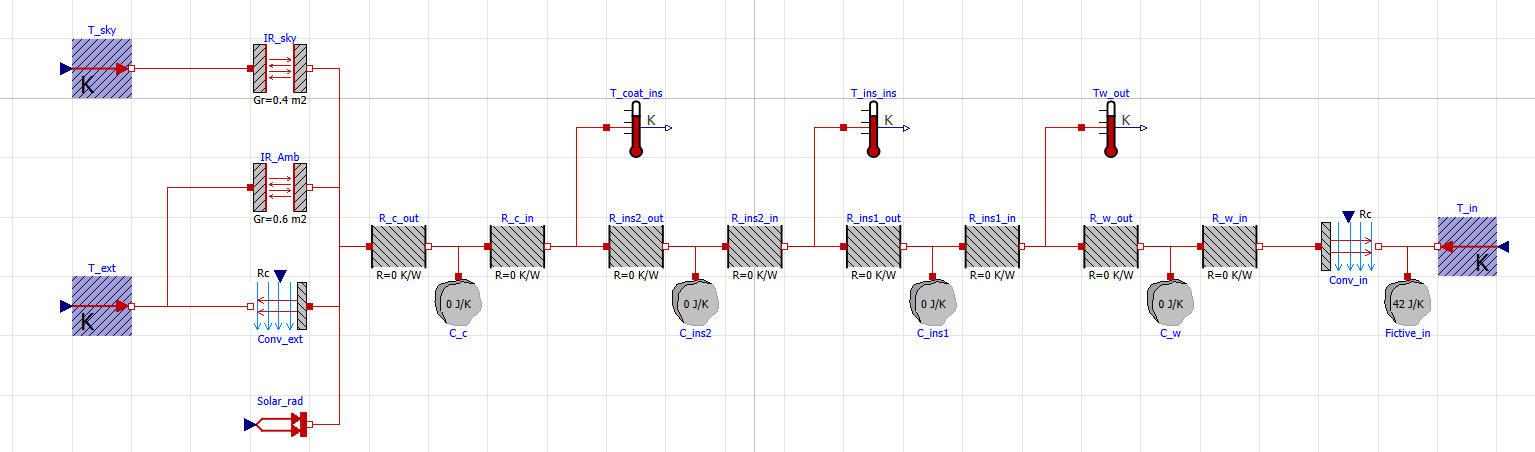 T_sky
K
IR_sky
Gr=0.4 m2
T_coat_ins
K
T_ins_ins
K
Tw_out
K
IR_Amb
Gr=0.6 m2
R_c_out
R=0 K/W
R_c_in
R=0 K/W
R_ins2_out
R=0 K/W
R_ins2_in
R=0 K/W
R_ins1_out
R=0 K/W
R_ins1_in
R=0 K/W
R_w_out
R=0 K/W
R_w_in
R=0 K/W
Rc
Conv_in
T_in
K
T_ext
K
Rc
Conv_ext
0 J/K
C_c
0 J/K
C_ins2
0 J/K
C_ins1
0 J/K
C_w
42 J/K
Fictive_in
Solar_rad